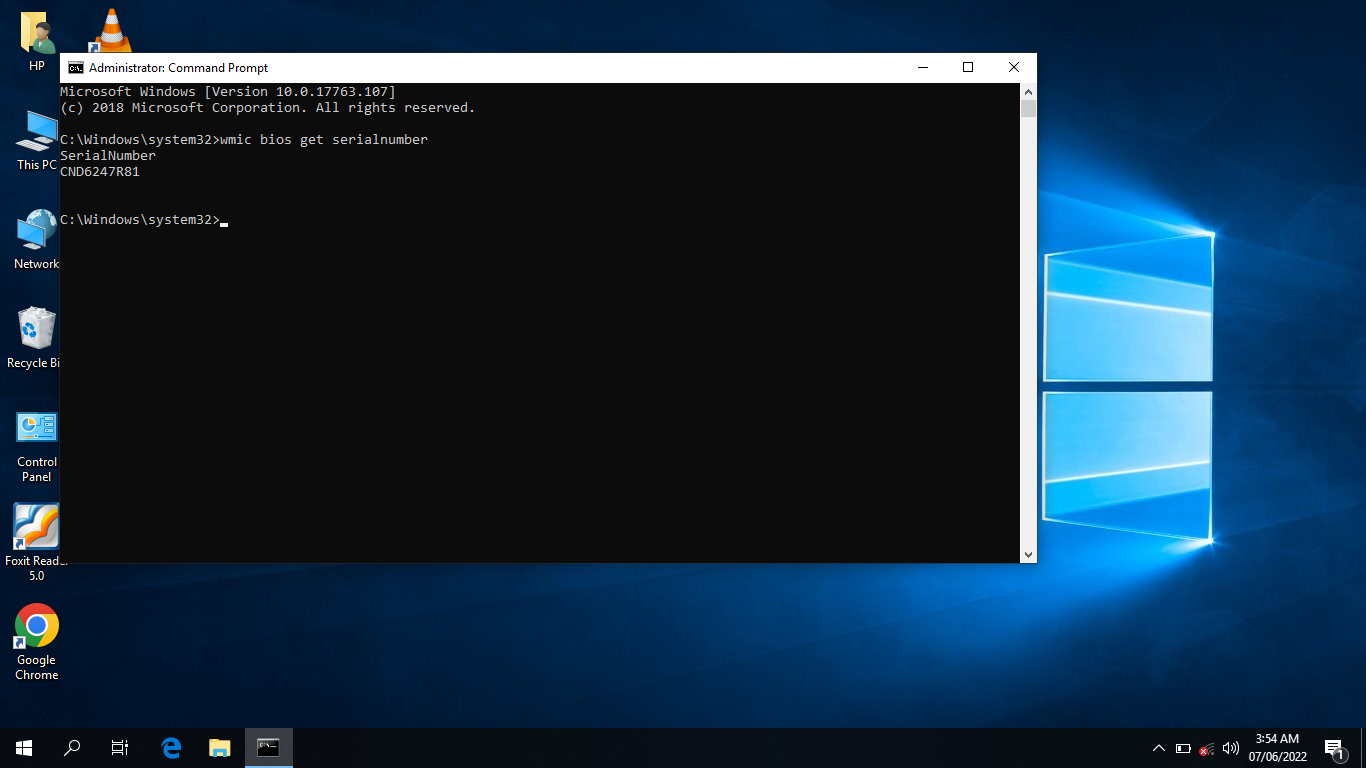 HP
This PC
Network
Recycle Bi
Control
Panel
Foxit Reader
5.0
Google
Chrome
Administrator: Command Prompt
Microsoft Windows [Version 10.0.17763.107]
(c) 2018 Microsoft Corporation. All rights reserved.
C:\Windows\system32>wmic bios get serialnumber
SerialNumber
CND6247R81
C:\Windows\system32>
3:54 AM
07/06/2022
1